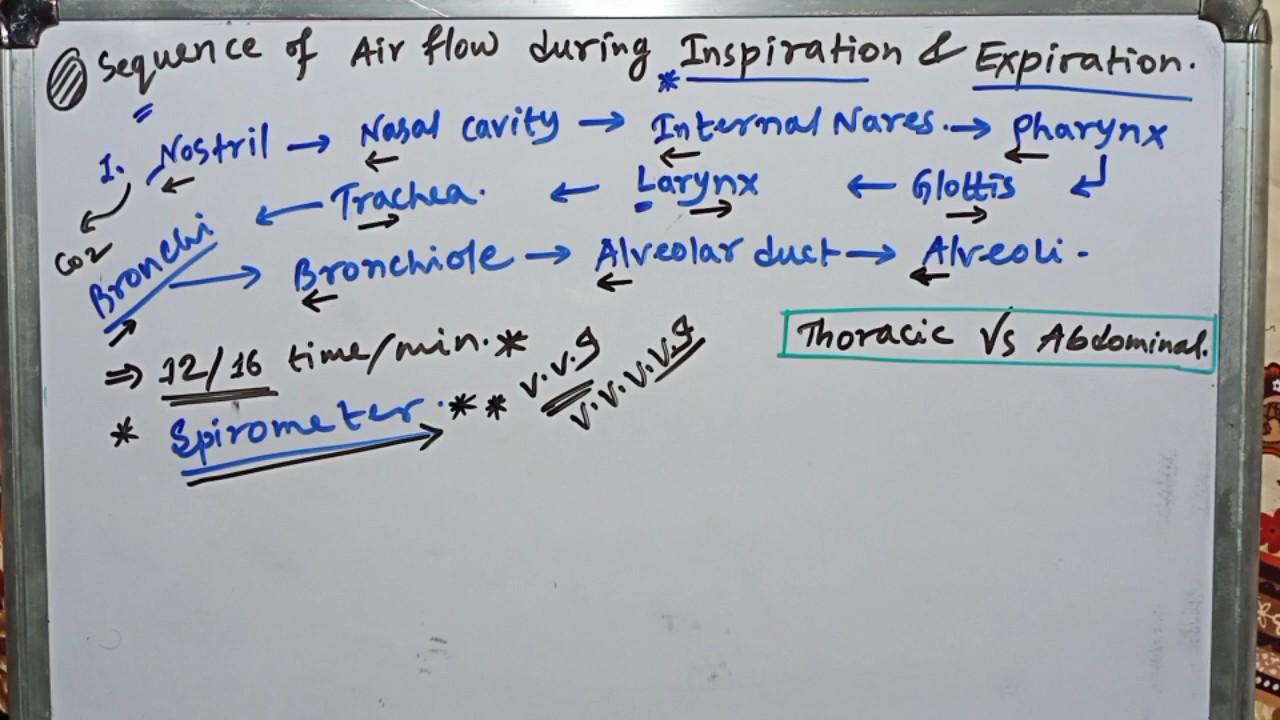 Sequence of Air flow during Inspiration & Expiration.
*
I. Nostril → Nasal cavity → Internal Nares. → Pharynx
← ← ← ←
← Trachea. ← Larynx ← Glottis ↲
→ → →
CO2
Bronchi → Bronchiole → Alveolar duct → Alveoli.
→ ← ← ←
⇒ 12/16 time/min. * V.V.I V.V.V.V.I
Thoracic Vs Abdominal.
* Spirometer. * *